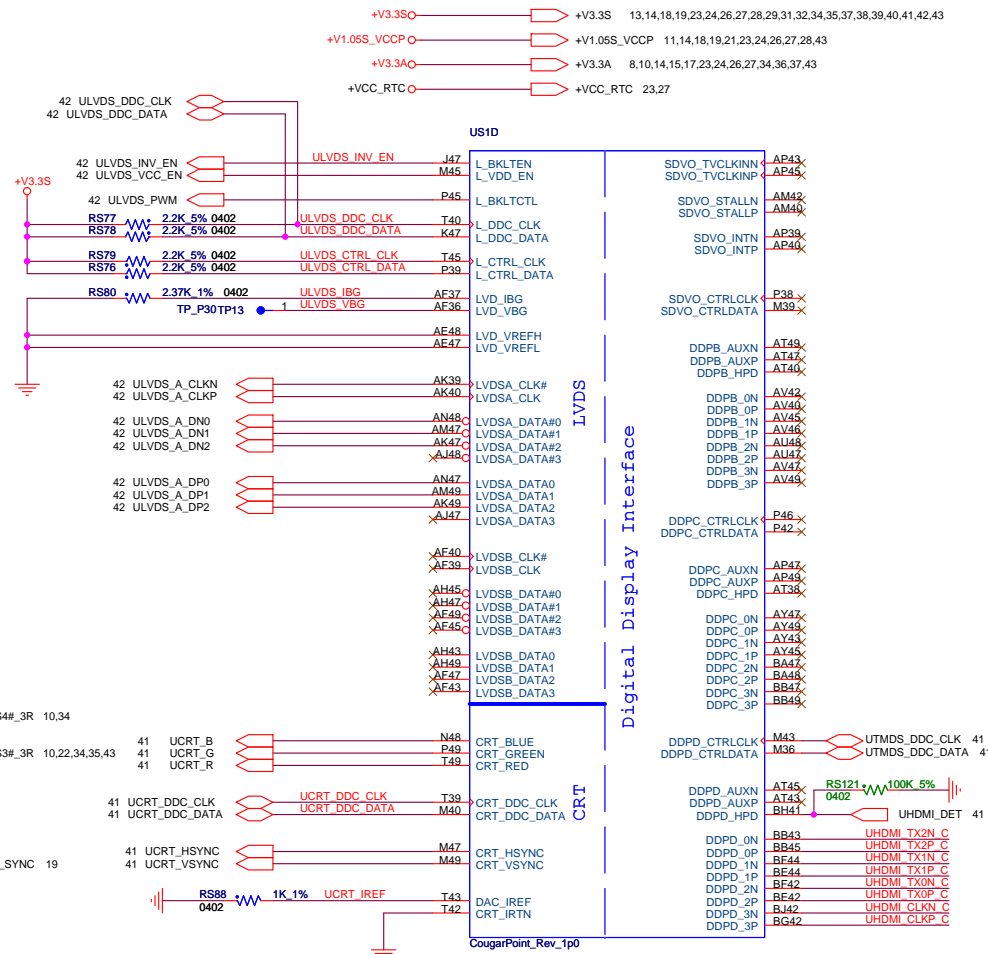 +V3.3S +V3.3S 13,14,18,19,23,24,26,27,28,29,31,32,34,35,37,38,39,40,41,42,43
+V1.05S_VCCP +V1.05S_VCCP 11,14,18,19,21,23,24,26,27,28,43
+V3.3A +V3.3A 8,10,14,15,17,23,24,26,27,34,36,37,43
+VCC_RTC +VCC_RTC 23,27
42 ULVDS_DDC_CLK
42 ULVDS_DDC_DATA
US1D
42 ULVDS_INV_EN ULVDS_INV_EN J47 L_BKLTEN
42 ULVDS_VCC_EN M45 L_VDD_EN
+V3.3S
42 ULVDS_PWM P45 L_BKLTCTL
RS77 2.2K_5% 0402 ULVDS_DDC_CLK T40 L_DDC_CLK
RS78 2.2K_5% 0402 ULVDS_DDC_DATA K47 L_DDC_DATA
RS79 2.2K_5% 0402 ULVDS_CTRL_CLK T45 L_CTRL_CLK
RS76 2.2K_5% 0402 ULVDS_CTRL_DATA P39 L_CTRL_DATA
RS80 2.37K_1% 0402 ULVDS_IBG AF37 LVD_IBG
TP_P30 TP13 1 ULVDS_VBG AF36 LVD_VBG
AE48 LVD_VREFH
AE47 LVD_VREFL
42 ULVDS_A_CLKN AK39 LVDSA_CLK#
42 ULVDS_A_CLKP AK40 LVDSA_CLK
42 ULVDS_A_DN0 AN48 LVDSA_DATA#0
42 ULVDS_A_DN1 AM47 LVDSA_DATA#1
42 ULVDS_A_DN2 AK47 LVDSA_DATA#2
AJ48 LVDSA_DATA#3
42 ULVDS_A_DP0 AN47 LVDSA_DATA0
42 ULVDS_A_DP1 AM49 LVDSA_DATA1
42 ULVDS_A_DP2 AK49 LVDSA_DATA2
AJ47 LVDSA_DATA3
AF40 LVDSB_CLK#
AF39 LVDSB_CLK
AH45 LVDSB_DATA#0
AH47 LVDSB_DATA#1
AF49 LVDSB_DATA#2
AF45 LVDSB_DATA#3
AH43 LVDSB_DATA0
AH49 LVDSB_DATA1
AF47 LVDSB_DATA2
AF43 LVDSB_DATA3
LVDS
S4#_3R 10,34
S3#_3R 10,22,34,35,43
_SYNC 19
41 UCRT_B N48 CRT_BLUE
41 UCRT_G P49 CRT_GREEN
41 UCRT_R T49 CRT_RED
41 UCRT_DDC_CLK UCRT_DDC_CLK T39 CRT_DDC_CLK
41 UCRT_DDC_DATA UCRT_DDC_DATA M40 CRT_DDC_DATA
41 UCRT_HSYNC M47 CRT_HSYNC
41 UCRT_VSYNC M49 CRT_VSYNC
RS88 0402 1K_1% UCRT_IREF T43 DAC_IREF
T42 CRT_IRTN
CRT
Digital Display Interface
SDVO_TVCLKINN AP43
SDVO_TVCLKINP AP45
SDVO_STALLN AM42
SDVO_STALLP AM40
SDVO_INTN AP39
SDVO_INTP AP40
SDVO_CTRLCLK P38
SDVO_CTRLDATA M39
DDPB_AUXN AT49
DDPB_AUXP AT47
DDPB_HPD AT40
DDPB_0N AV42
DDPB_0P AV40
DDPB_1N AV45
DDPB_1P AV46
DDPB_2N AU48
DDPB_2P AU47
DDPB_3N AV47
DDPB_3P AV49
DDPC_CTRLCLK P46
DDPC_CTRLDATA P42
DDPC_AUXN AP47
DDPC_AUXP AP49
DDPC_HPD AT38
DDPC_0N AY47
DDPC_0P AY49
DDPC_1N AY43
DDPC_1P AY45
DDPC_2N BA47
DDPC_2P BA48
DDPC_3N BB47
DDPC_3P BB49
DDPD_CTRLCLK M43 UTMDS_DDC_CLK 41
DDPD_CTRLDATA M36 UTMDS_DDC_DATA 41
RS121 100K_5%
0402
DDPD_AUXN AT45
DDPD_AUXP AT43
DDPD_HPD BH41 UHDMI_DET 41
DDPD_0N BB43 UHDMI_TX2N_C
DDPD_0P BB45 UHDMI_TX2P_C
DDPD_1N BF44 UHDMI_TX1N_C
DDPD_1P BE44 UHDMI_TX1P_C
DDPD_2N BF42 UHDMI_TX0N_C
DDPD_2P BE42 UHDMI_TX0P_C
DDPD_3N BJ42 UHDMI_CLKN_C
DDPD_3P BG42 UHDMI_CLKP_C
CougarPoint_Rev_1p0